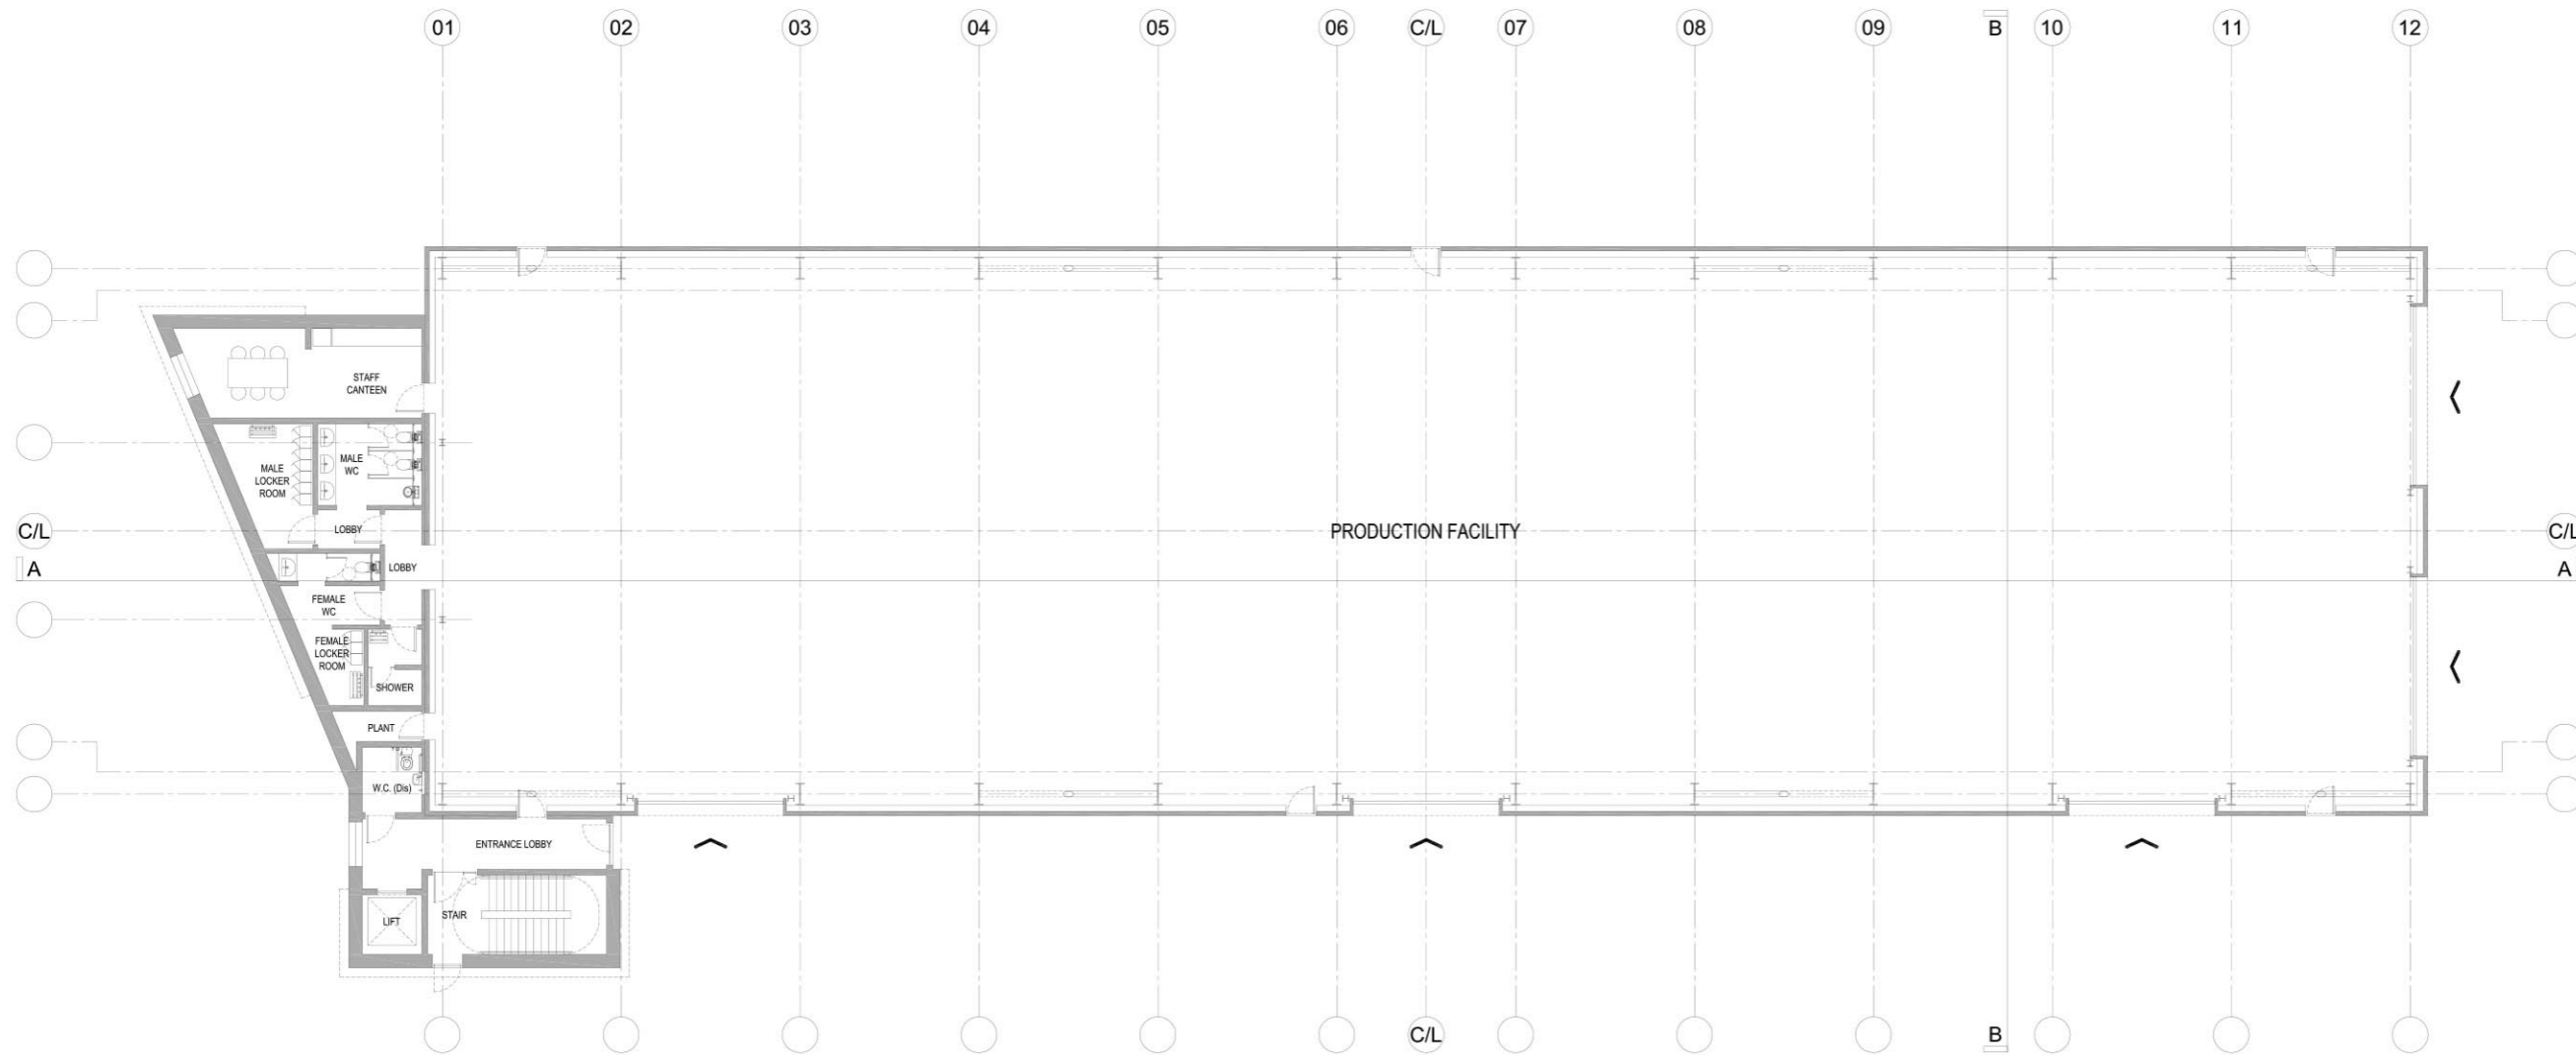 01 02 03 04 05 06 C/L 07 08 09 B 10 11 12
STAFF
CANTEEN
MALE
WC
MALE
LOCKER
ROOM
LOBBY
C/L
PRODUCTION FACILITY
C/L
A
LOBBY
A
FEMALE
WC
FEMALE
LOCKER
ROOM
SHOWER
PLANT
W.C. (Dis)
ENTRANCE LOBBY
LIFT
STAIR
C/L
B